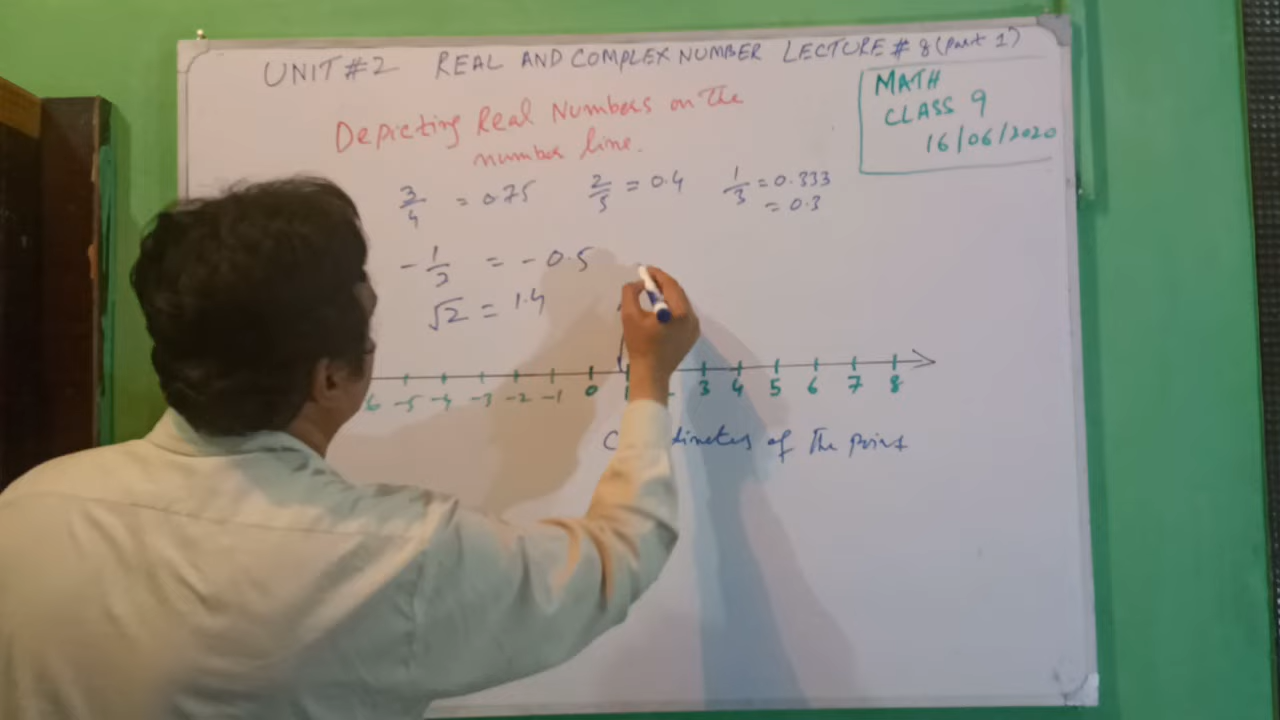 UNIT #2 REAL AND COMPLEX NUMBER LECTURE # 8 (Part 1)
MATH
CLASS 9
16/06/2020
Depicting Real Numbers on The
number line.
3/4 = 0.75 2/5 = 0.4 1/3 = 0.333
= 0.3
-1/2 = -0.5
√2 = 1.4
6 -5 -4 -3 -2 -1 0 1 3 4 5 6 7 8
of The point